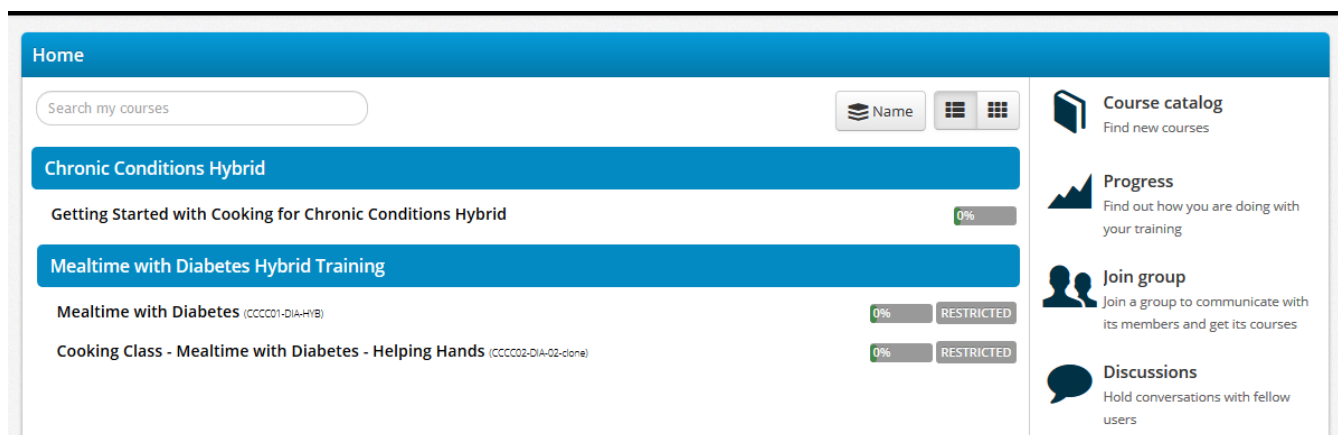 Home
Search my courses
Name
Chronic Conditions Hybrid
Getting Started with Cooking for Chronic Conditions Hybrid
0%
Mealtime with Diabetes Hybrid Training
Mealtime with Diabetes (CCCC01-DIA-HYB)
0% RESTRICTED
Cooking Class - Mealtime with Diabetes - Helping Hands (CCCC02-DIA-02-clone)
0% RESTRICTED
Course catalog
Find new courses
Progress
Find out how you are doing with
your training
Join group
Join a group to communicate with
its members and get its courses
Discussions
Hold conversations with fellow
users